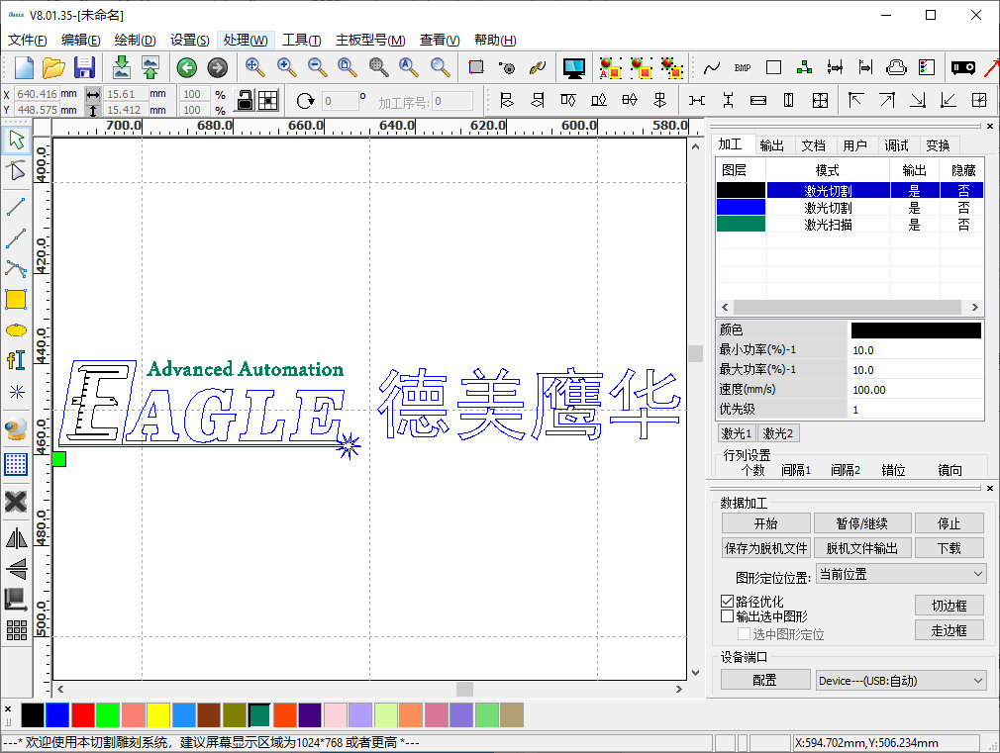 V8.01.35-[未命名]
文件(F) 编辑(E) 绘制(D) 设置(S) 处理(W) 工具(T) 主板型号(M) 查看(V) 帮助(H)
BMP
X 640.416 mm 15.61 mm 100 %
Y 448.575 mm 15.412 mm 100 %
0 ° 加工序号: 0
700.0 680.0 660.0 640.0 620.0 600.0 580.0
400.0
420.0
440.0
460.0
480.0
500.0
Advanced Automation
EAGLE 德美鹰华
加工 输出 文档 用户 调试 变换
图层 模式 输出 隐藏
激光切割 是 否
激光切割 是 否
激光扫描 是 否
颜色
最小功率(%)-1 10.0
最大功率(%)-1 10.0
速度(mm/s) 100.00
优先级 1
激光1 激光2
行列设置
个数 间隔1 间隔2 错位 镜向
数据加工
开始 暂停/继续 停止
保存为脱机文件 脱机文件输出 下载
图形定位位置: 当前位置
路径优化
输出选中图形
选中图形定位
切边框
走边框
设备端口
配置 Device---(USB:自动)
---* 欢迎使用本切割雕刻系统，建议屏幕显示区域为1024*768 或者更高 *---
X:594.702mm,Y:506.234mm